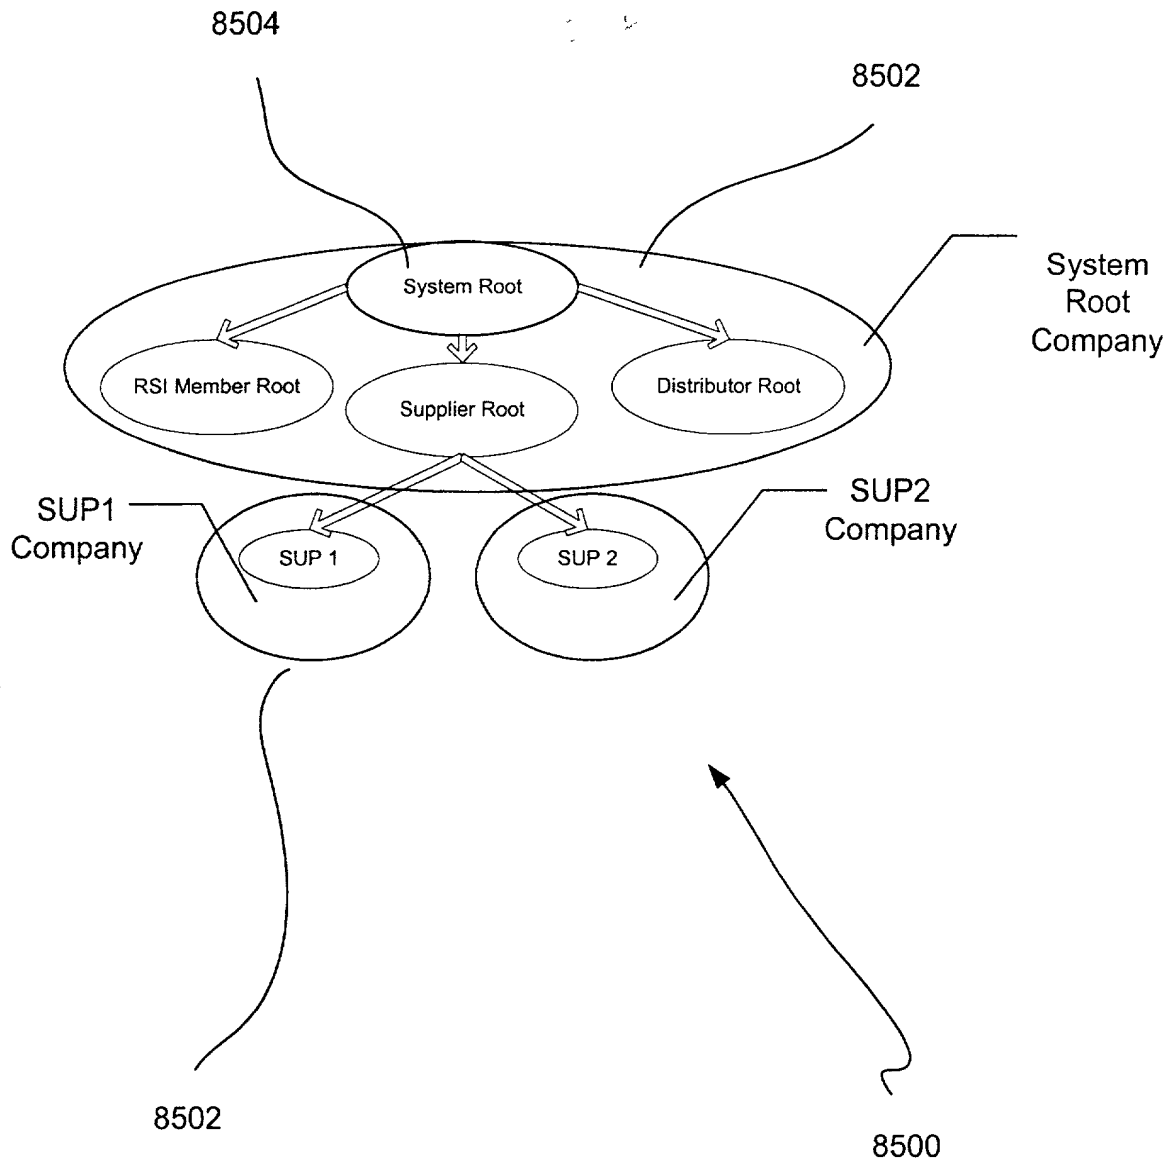 8504
8502
System Root
System
Root
Company
RSI Member Root
Supplier Root
Distributor Root
SUP1
Company
SUP2
Company
SUP 1
SUP 2
8502
8500